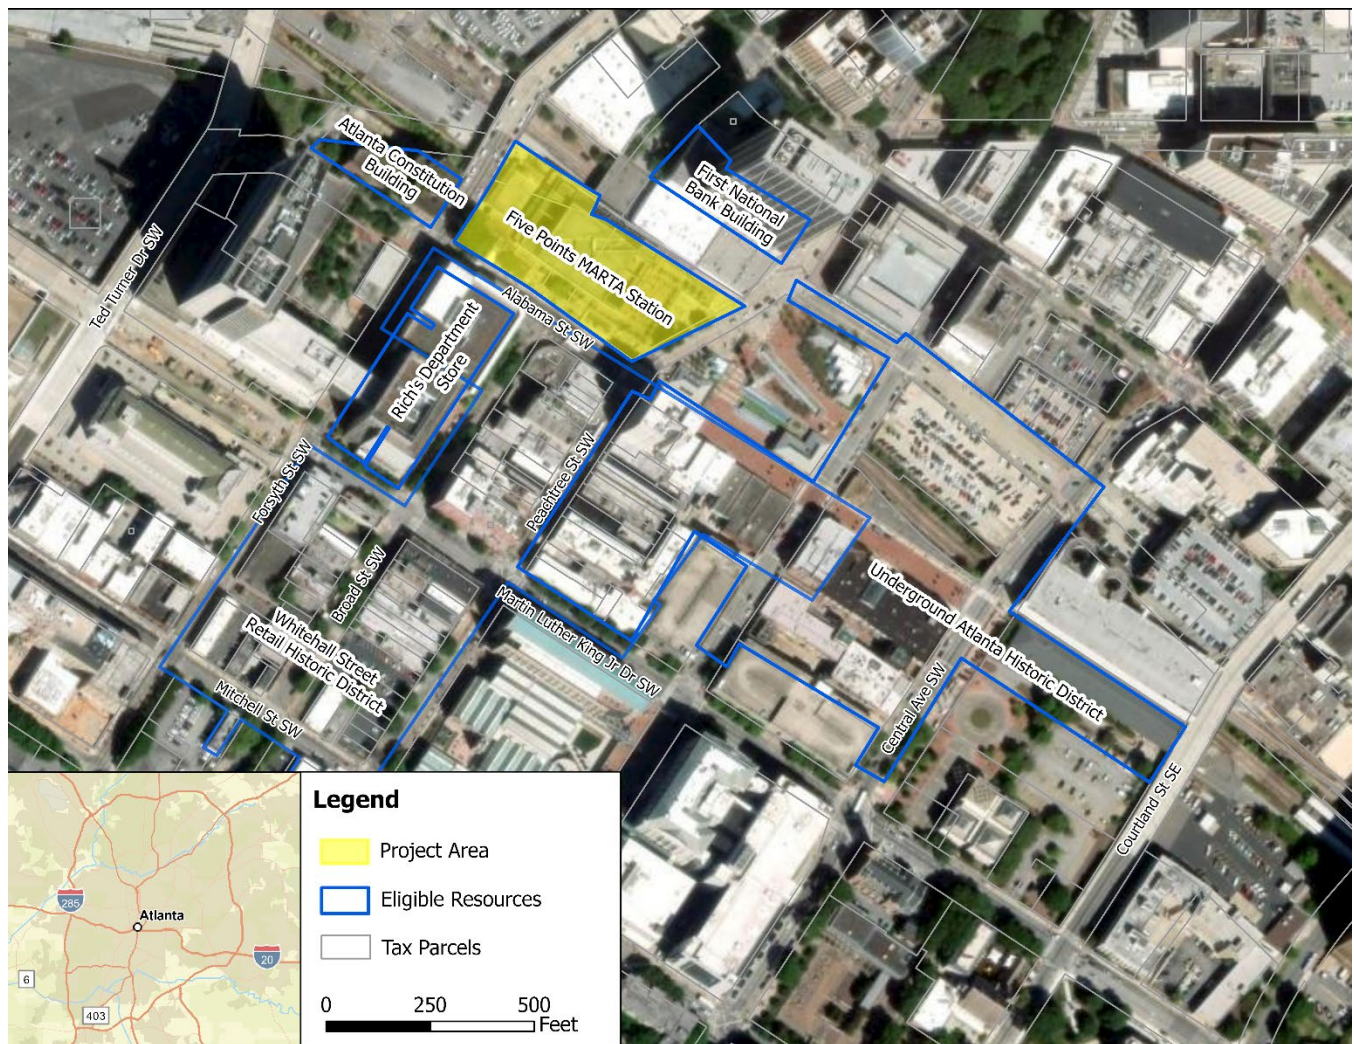 Atlanta Constitution
Building
First National
Bank Building
Five Points MARTA Station
Ted Turner Dr SW
Alabama St SW
Rich's Department
Store
Forsyth St SW
Peachtree St SW
Broad St SW
Martin Luther King Jr Dr SW
Underground Atlanta Historic District
Whitehall Street
Retail Historic District
Mitchell St SW
Central Ave SW
Courtland St SE
Legend
Project Area
Eligible Resources
Tax Parcels
0 250 500
Feet
285
Atlanta
20
6
403